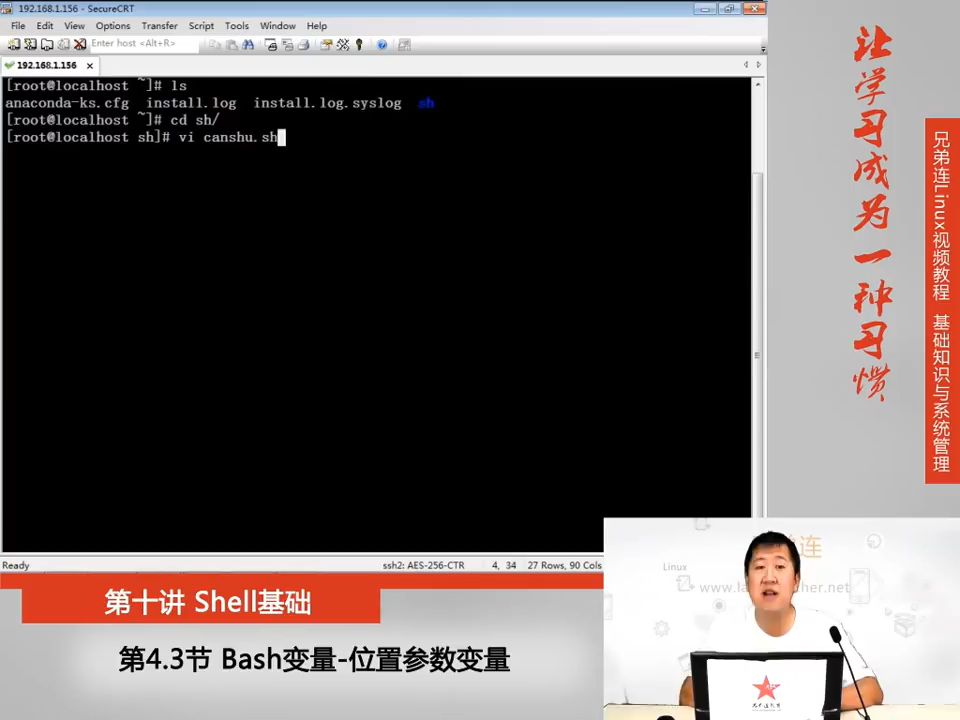 192.168.1.156 - SecureCRT
File Edit View Options Transfer Script Tools Window Help
Enter host <Alt+R>
192.168.1.156
[root@localhost ~]# ls
anaconda-ks.cfg install.log install.log.syslog sh
[root@localhost ~]# cd sh/
[root@localhost sh]# vi canshu.sh
Ready ssh2: AES-256-CTR 4, 34 27 Rows, 90 Cols
让学习成为一种习惯
兄弟连Linux视频教程 基础知识与系统管理
Linux
第十讲 Shell基础
第4.3节 Bash变量-位置参数变量